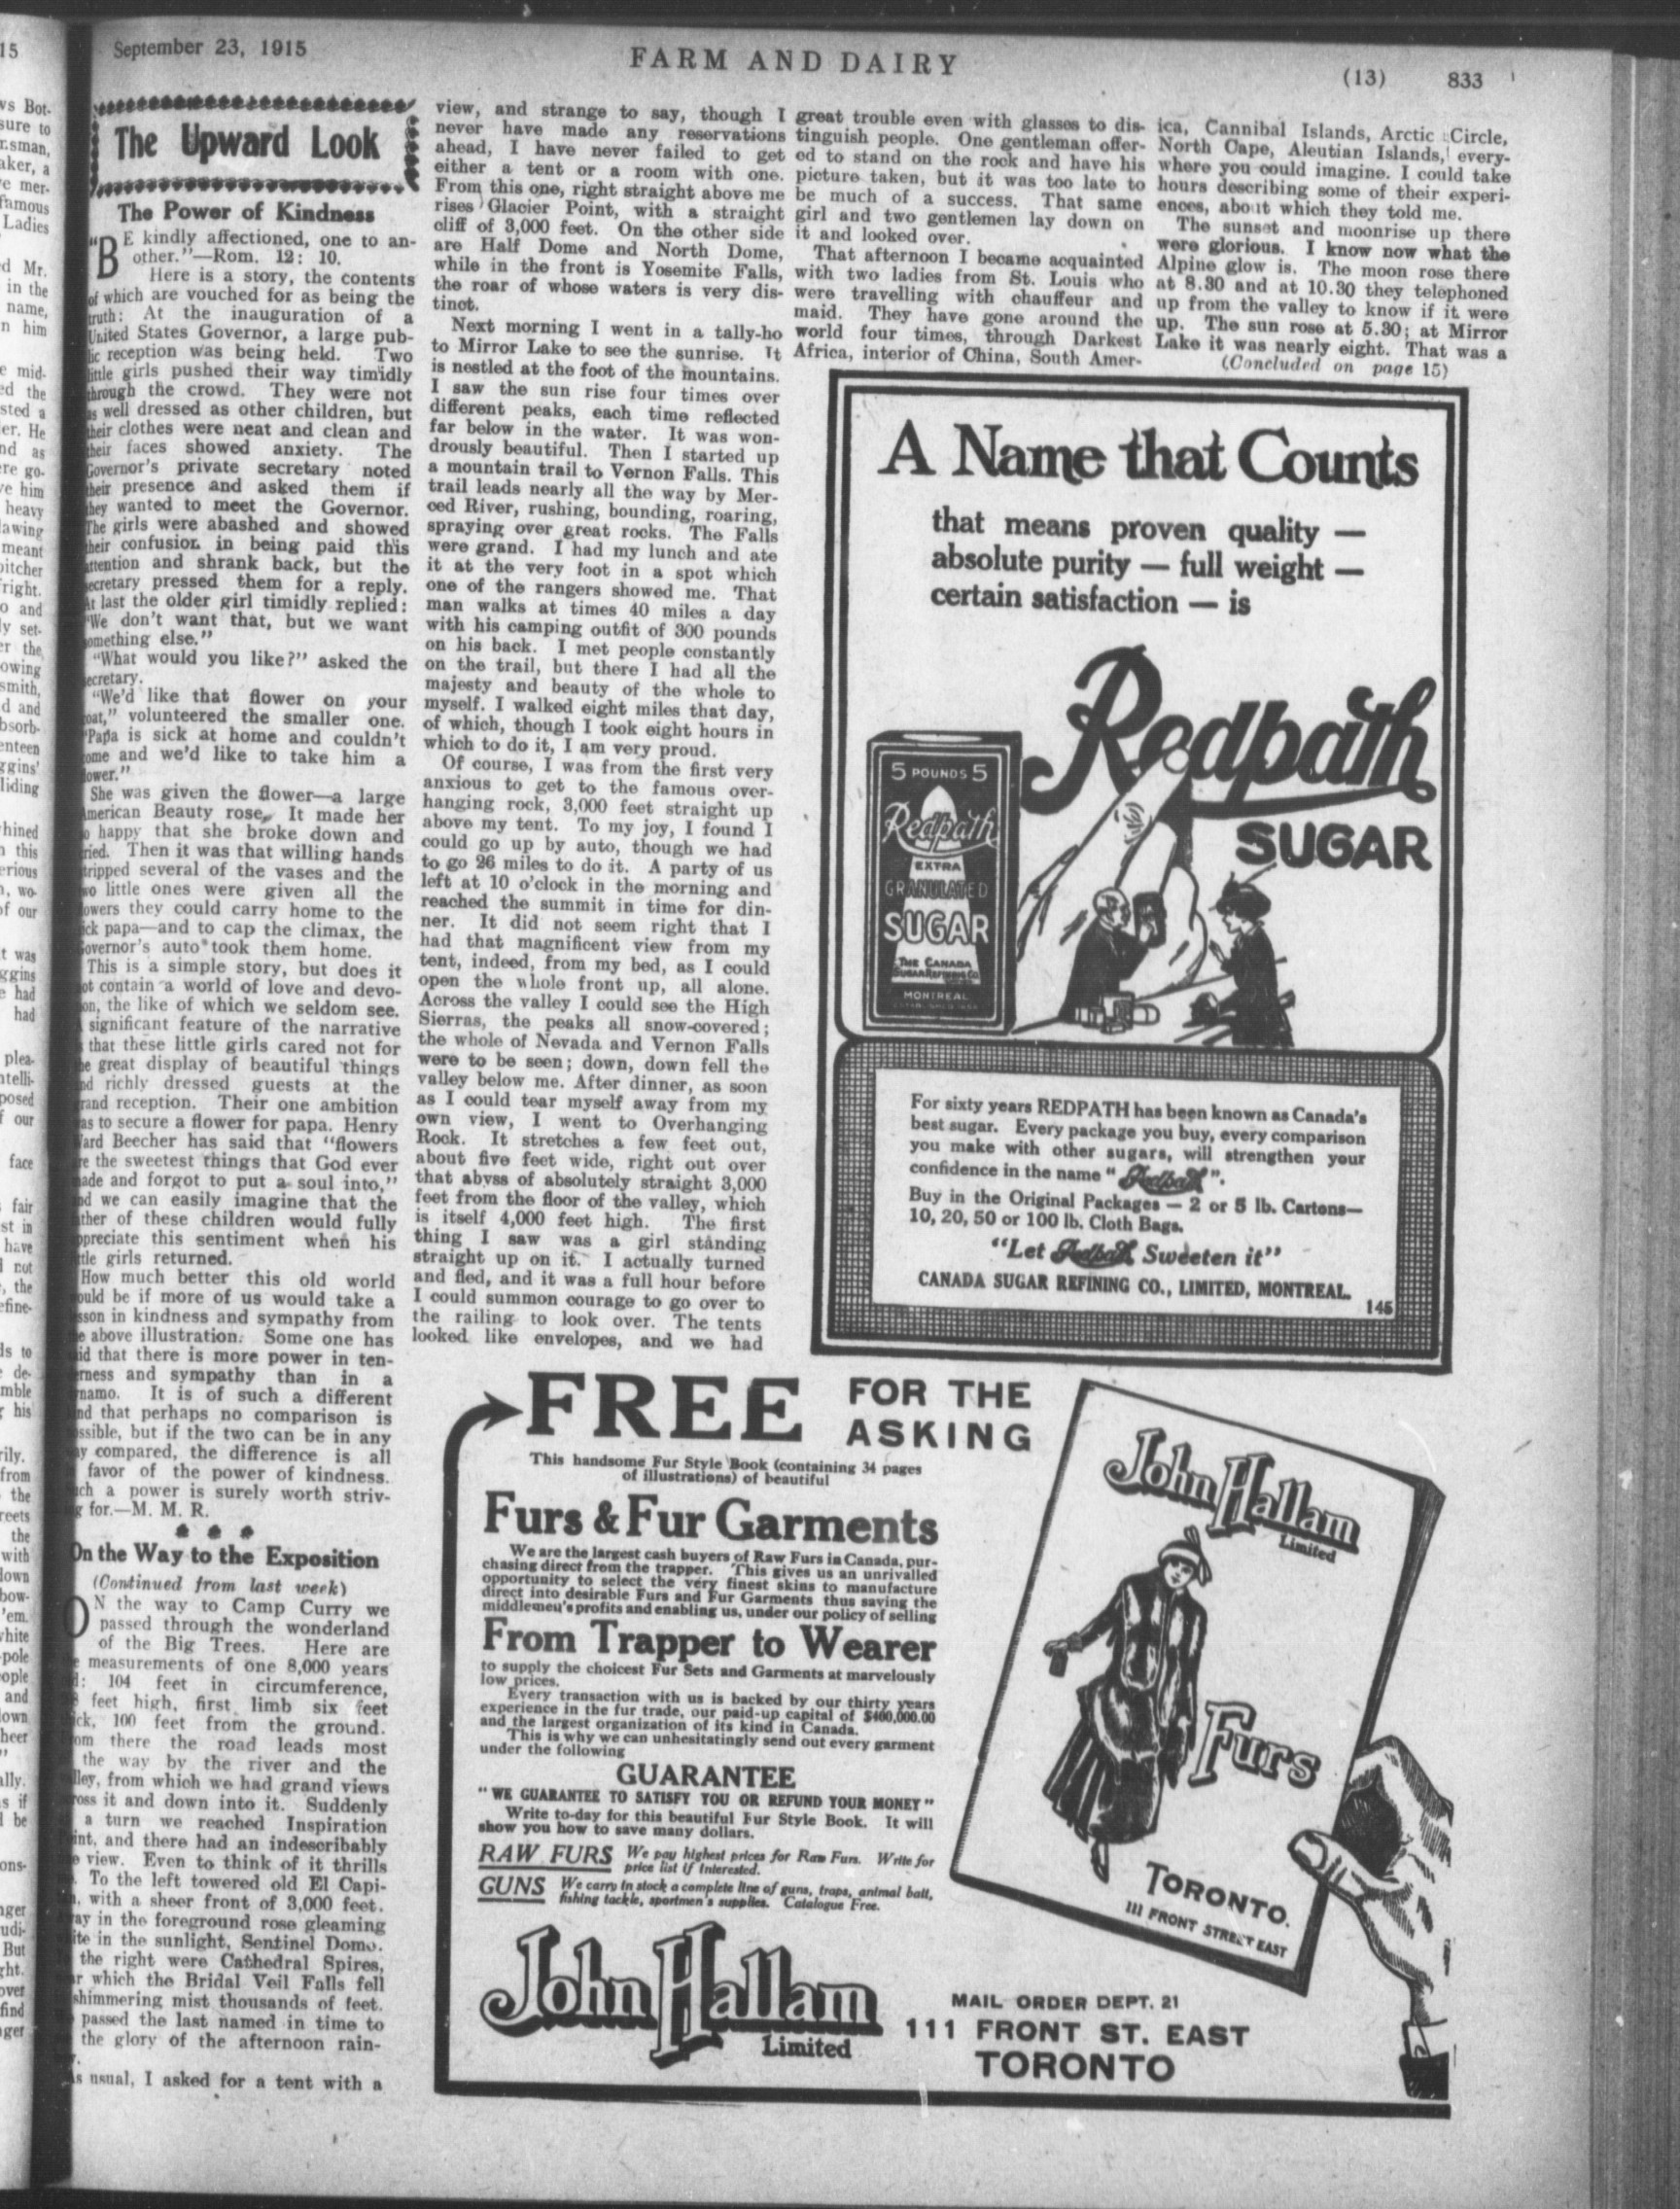 September 23, 1915
FARM AND DAIRY
(13) 833
The Upward Look
The Power of Kindness
"BE kindly affectioned, one to an-
other."—Rom. 12: 10.
Here is a story, the contents
of which are vouched for as being the
truth: At the inauguration of a
United States Governor, a large pub-
lic reception was being held. Two
little girls pushed their way timidly
through the crowd. They were not
as well dressed as other children, but
their clothes were neat and clean and
their faces showed anxiety. The
Governor's private secretary noted
their presence and asked them if
they wanted to meet the Governor.
The girls were abashed and showed
their confusion in being paid this
attention and shrank back, but the
secretary pressed them for a reply.
At last the older girl timidly replied:
"We don't want that, but we want
something else."
"What would you like?" asked the
secretary.
"We'd like that flower on your
coat," volunteered the smaller one.
"Papa is sick at home and couldn't
come and we'd like to take him a
flower."
She was given the flower—a large
American Beauty rose. It made her
so happy that she broke down and
cried. Then it was that willing hands
stripped several of the vases and the
two little ones were given all the
flowers they could carry home to the
sick papa—and to cap the climax, the
Governor's auto took them home.
This is a simple story, but does it
not contain a world of love and devo-
tion, the like of which we seldom see.
A significant feature of the narrative
is that these little girls cared not for
the great display of beautiful things
and richly dressed guests at the
grand reception. Their one ambition
was to secure a flower for papa. Henry
Ward Beecher has said that "flowers
are the sweetest things that God ever
made and forgot to put a soul into,"
and we can easily imagine that the
father of these children would fully
appreciate this sentiment when his
little girls returned.
How much better this old world
would be if more of us would take a
lesson in kindness and sympathy from
the above illustration. Some one has
said that there is more power in ten-
derness and sympathy than in a
dynamo. It is of such a different
kind that perhaps no comparison is
possible, but if the two can be in any
way compared, the difference is all
in favor of the power of kindness.
Such a power is surely worth striv-
ing for.—M. M. R.
On the Way to the Exposition
(Continued from last week)
ON the way to Camp Curry we
passed through the wonderland
of the Big Trees. Here are
the measurements of one 8,000 years
old: 104 feet in circumference,
feet high, first limb six feet
thick, 100 feet from the ground.
From there the road leads most
the way by the river and the
valley, from which we had grand views
across it and down into it. Suddenly
a turn we reached Inspiration
Point, and there had an indescribably
view. Even to think of it thrills
To the left towered old El Capi-
tan, with a sheer front of 3,000 feet.
Away in the foreground rose gleaming
white in the sunlight, Sentinel Dome.
To the right were Cathedral Spires,
which the Bridal Veil Falls fell
shimmering mist thousands of feet.
passed the last named in time to
the glory of the afternoon rain-
As usual, I asked for a tent with a
view, and strange to say, though I
never have made any reservations
ahead, I have never failed to get
either a tent or a room with one.
From this one, right straight above me
rises Glacier Point, with a straight
cliff of 3,000 feet. On the other side
are Half Dome and North Dome,
while in the front is Yosemite Falls,
the roar of whose waters is very dis-
tinct.
Next morning I went in a tally-ho
to Mirror Lake to see the sunrise. It
is nestled at the foot of the mountains.
I saw the sun rise four times over
different peaks, each time reflected
far below in the water. It was won-
drously beautiful. Then I started up
a mountain trail to Vernon Falls. This
trail leads nearly all the way by Mer-
ced River, rushing, bounding, roaring,
spraying over great rocks. The Falls
were grand. I had my lunch and ate
it at the very foot in a spot which
one of the rangers showed me. That
man walks at times 40 miles a day
with his camping outfit of 300 pounds
on his back. I met people constantly
on the trail, but there I had all the
majesty and beauty of the whole to
myself. I walked eight miles that day,
of which, though I took eight hours in
which to do it, I am very proud.
Of course, I was from the first very
anxious to get to the famous over-
hanging rock, 3,000 feet straight up
above my tent. To my joy, I found I
could go up by auto, though we had
to go 26 miles to do it. A party of us
left at 10 o'clock in the morning and
reached the summit in time for din-
ner. It did not seem right that I
had that magnificent view from my
tent, indeed, from my bed, as I could
open the whole front up, all alone.
Across the valley I could see the High
Sierras, the peaks all snow-covered;
the whole of Nevada and Vernon Falls
were to be seen; down, down fell the
valley below me. After dinner, as soon
as I could tear myself away from my
own view, I went to Overhanging
Rock. It stretches a few feet out,
about five feet wide, right out over
that abyss of absolutely straight 3,000
feet from the floor of the valley, which
is itself 4,000 feet high. The first
thing I saw was a girl standing
straight up on it. I actually turned
and fled, and it was a full hour before
I could summon courage to go over to
the railing to look over. The tents
looked like envelopes, and we had
great trouble even with glasses to dis-
tinguish people. One gentleman offer-
ed to stand on the rock and have his
picture taken, but it was too late to
be much of a success. That same
girl and two gentlemen lay down on
it and looked over.
That afternoon I became acquainted
with two ladies from St. Louis who
were travelling with chauffeur and
maid. They have gone around the
world four times, through Darkest
Africa, interior of China, South Amer-
ica, Cannibal Islands, Arctic Circle,
North Cape, Aleutian Islands, every-
where you could imagine. I could take
hours describing some of their experi-
ences, about which they told me.
The sunset and moonrise up there
were glorious. I know now what the
Alpine glow is. The moon rose there
at 8.30 and at 10.30 they telephoned
up from the valley to know if it were
up. The sun rose at 5.30; at Mirror
Lake it was nearly eight. That was a
(Concluded on page 15)
A Name that Counts
that means proven quality —
absolute purity — full weight —
certain satisfaction — is
Redpath
SUGAR
5 POUNDS 5
Redpath
EXTRA
GRANULATED
SUGAR
THE CANADA
SUGAR REFINING CO
MONTREAL
For sixty years REDPATH has been known as Canada's
best sugar. Every package you buy, every comparison
you make with other sugars, will strengthen your
confidence in the name "Redpath".
Buy in the Original Packages — 2 or 5 lb. Cartons—
10, 20, 50 or 100 lb. Cloth Bags.
"Let Redpath Sweeten it"
CANADA SUGAR REFINING CO., LIMITED, MONTREAL.
145
FREE FOR THE
ASKING
This handsome Fur Style Book (containing 34 pages
of illustrations) of beautiful
Furs & Fur Garments
We are the largest cash buyers of Raw Furs in Canada, pur-
chasing direct from the trapper. This gives us an unrivalled
opportunity to select the very finest skins to manufacture
direct into desirable Furs and Fur Garments thus saving the
middlemen's profits and enabling us, under our policy of selling
From Trapper to Wearer
to supply the choicest Fur Sets and Garments at marvelously
low prices.
Every transaction with us is backed by our thirty years
experience in the fur trade, our paid-up capital of $400,000.00
and the largest organization of its kind in Canada.
This is why we can unhesitatingly send out every garment
under the following
GUARANTEE
"WE GUARANTEE TO SATISFY YOU OR REFUND YOUR MONEY"
Write to-day for this beautiful Fur Style Book. It will
show you how to save many dollars.
RAW FURS We pay highest prices for Raw Furs. Write for
price list if interested.
GUNS We carry in stock a complete line of guns, traps, animal bait,
fishing tackle, sportmen's supplies. Catalogue Free.
John Hallam
Limited
MAIL ORDER DEPT. 21
111 FRONT ST. EAST
TORONTO
John Hallam
Limited
Furs
TORONTO.
111 FRONT STREET EAST